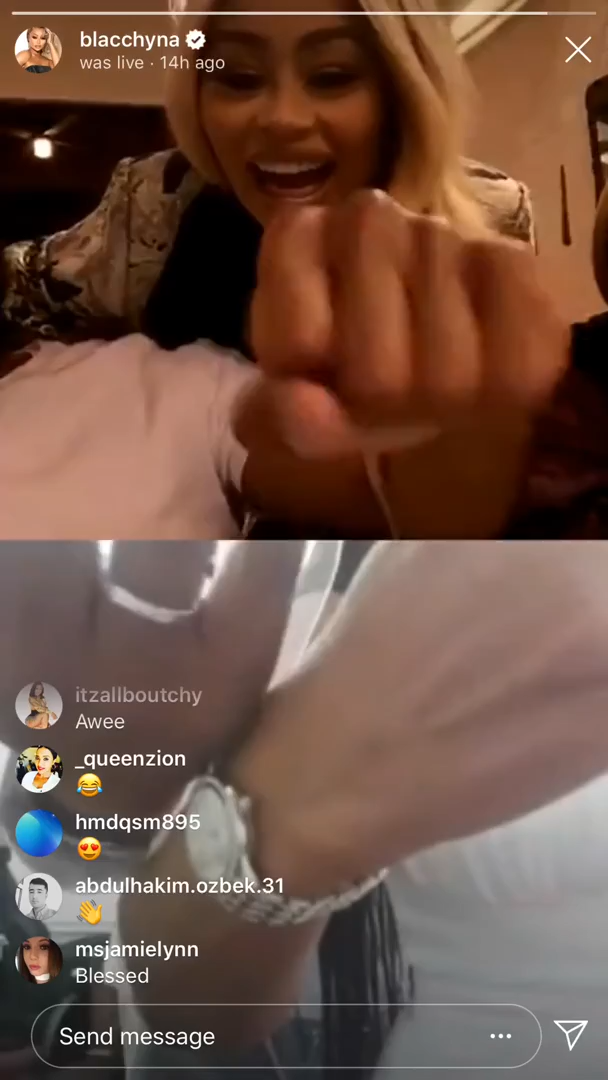 blacchyna
was live · 14h ago
itzallboutchy
Awee
_queenzion
😂
hmdqsm895
😍
abdulhakim.ozbek.31
👋
msjamielynn
Blessed
Send message